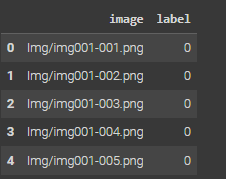 image label
0 Img/img001-001.png 0
1 Img/img001-002.png 0
2 Img/img001-003.png 0
3 Img/img001-004.png 0
4 Img/img001-005.png 0